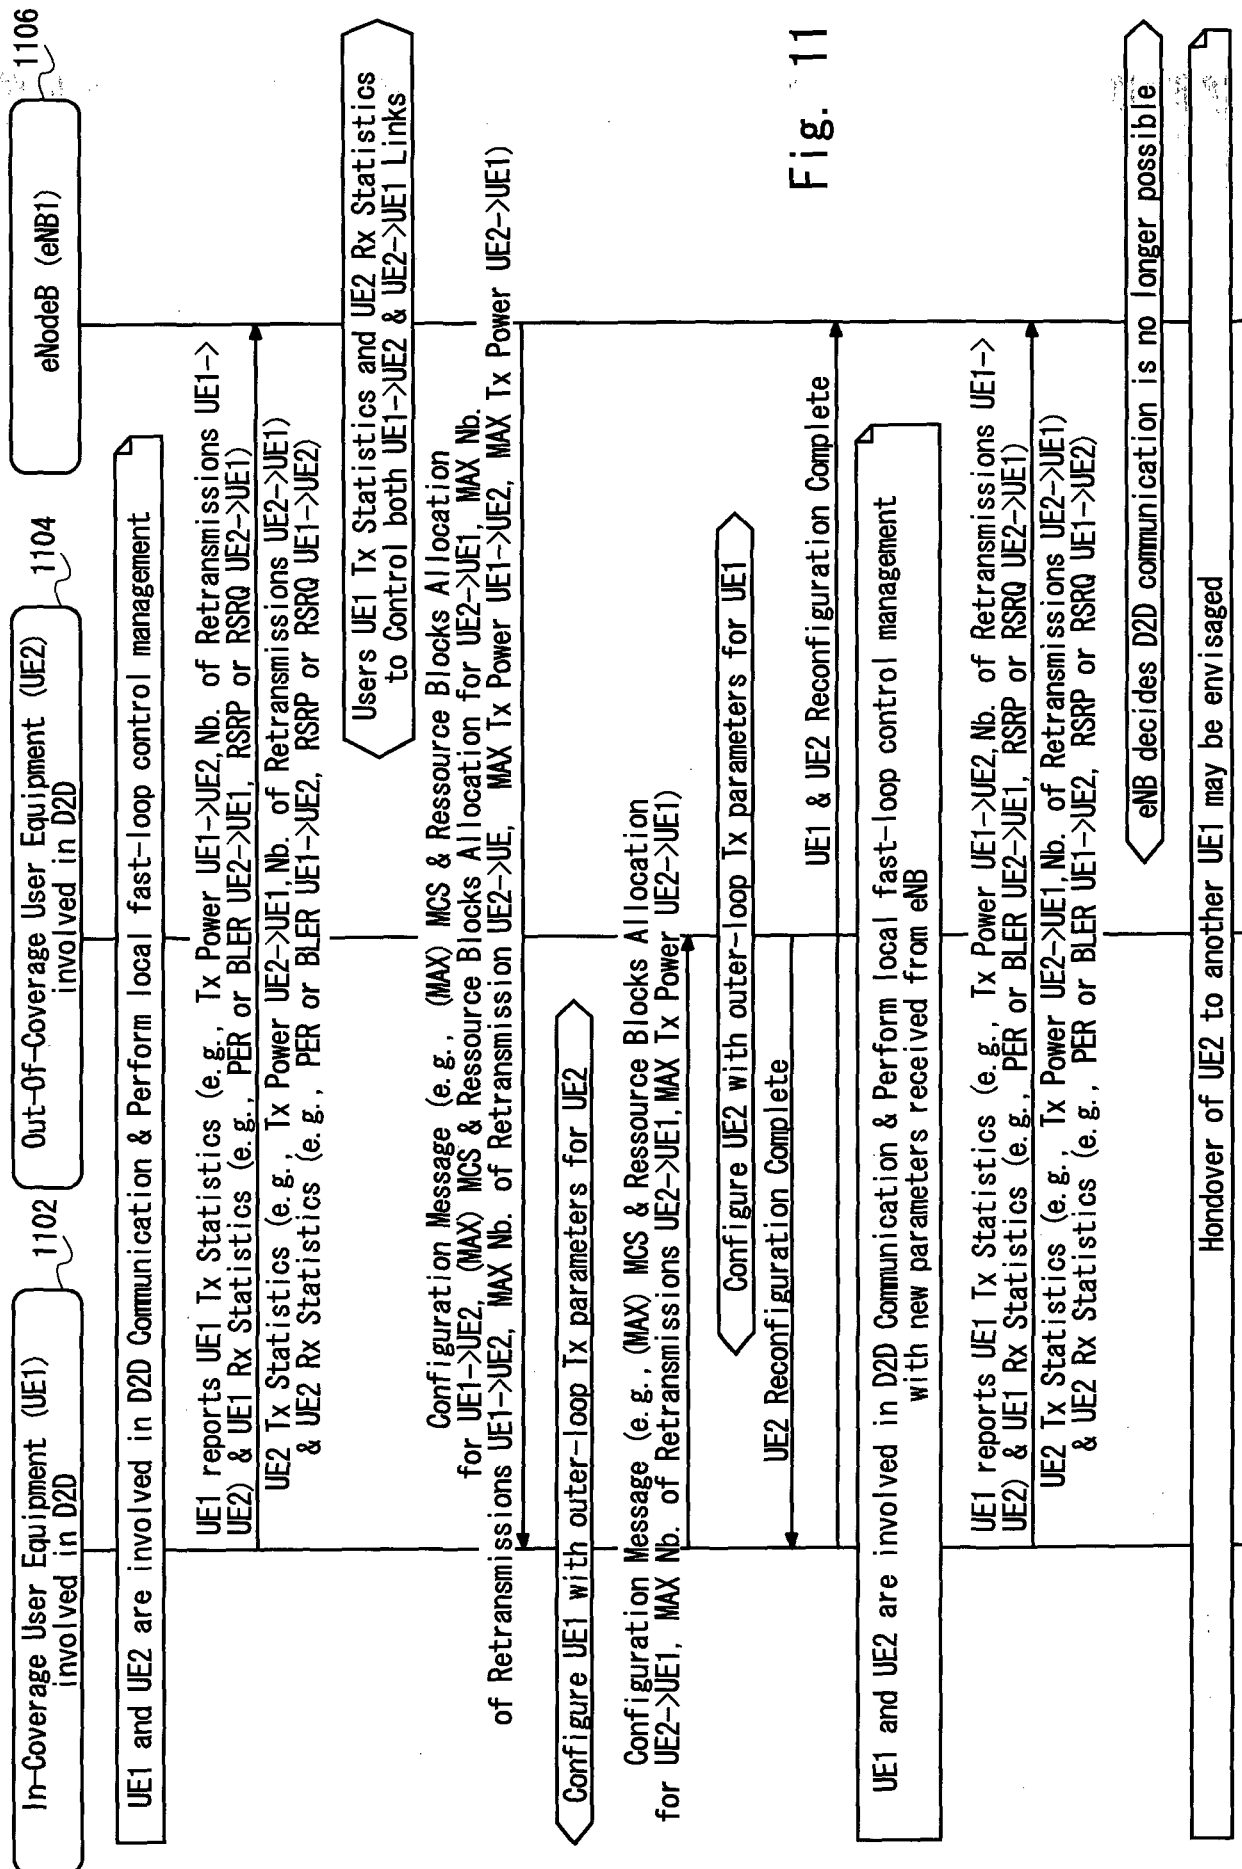 In-Coverage User Equipment (UE1)
involved in D2D
1102
Out-Of-Coverage User Equipment (UE2)
involved in D2D
1104
eNodeB (eNB1)
1106
UE1 and UE2 are involved in D2D Communication & Perform local fast-loop control management
UE1 reports UE1 Tx Statistics (e.g., Tx Power UE1->UE2,Nb. of Retransmissions UE1->
UE2) & UE1 Rx Statistics (e.g., PER or BLER UE2->UE1, RSRP or RSRQ UE2->UE1)
UE2 Tx Statistics (e.g., Tx Power UE2->UE1,Nb. of Retransmissions UE2->UE1)
& UE2 Rx Statistics (e.g., PER or BLER UE1->UE2, RSRP or RSRQ UE1->UE2)
Users UE1 Tx Statistics and UE2 Rx Statistics
to Control both UE1->UE2 & UE2->UE1 Links
Configuration Message (e.g., (MAX) MCS & Ressource Blocks Allocation
for UE1->UE2, (MAX) MCS & Ressource Blocks Allocation for UE2->UE1, MAX Nb.
of Retransmissions UE1->UE2, MAX Nb. of Retransmission UE2->UE, MAX Tx Power UE1->UE2, MAX Tx Power UE2->UE1)
Configure UE1 with outer-loop Tx parameters for UE2
Configuration Message (e.g., (MAX) MCS & Ressource Blocks Allocation
for UE2->UE1, MAX Nb. of Retransmissions UE2->UE1,MAX Tx Power UE2->UE1)
Configure UE2 with outer-loop Tx parameters for UE1
UE2 Reconfiguration Complete
UE1 & UE2 Reconfiguration Complete
UE1 and UE2 are involved in D2D Communication & Perform local fast-loop control management
with new parameters received from eNB
UE1 reports UE1 Tx Statistics (e.g., Tx Power UE1->UE2,Nb. of Retransmissions UE1->
UE2) & UE1 Rx Statistics (e.g., PER or BLER UE2->UE1, RSRP or RSRQ UE2->UE1)
UE2 Tx Statistics (e.g., Tx Power UE2->UE1,Nb. of Retransmissions UE2->UE1)
& UE2 Rx Statistics (e.g., PER or BLER UE1->UE2, RSRP or RSRQ UE1->UE2)
eNB decides D2D communication is no longer possible
Hondover of UE2 to another UE1 may be envisaged
Fig. 11